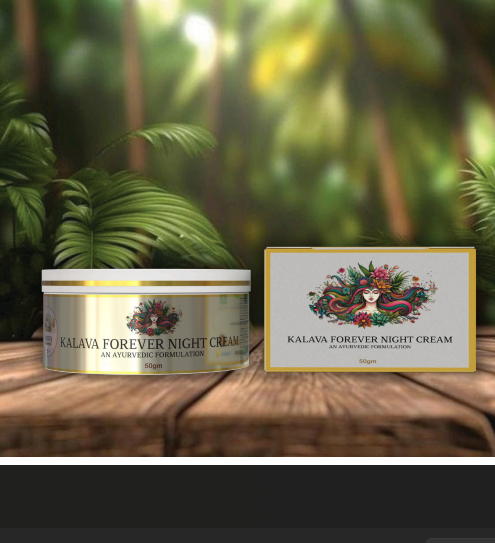 KALAVA FOREVER NIGHT CREAM
AN AYURVEDIC FORMULATION
50gm
KALAVA FOREVER NIGHT CREAM
AN AYURVEDIC FORMULATION
50gm